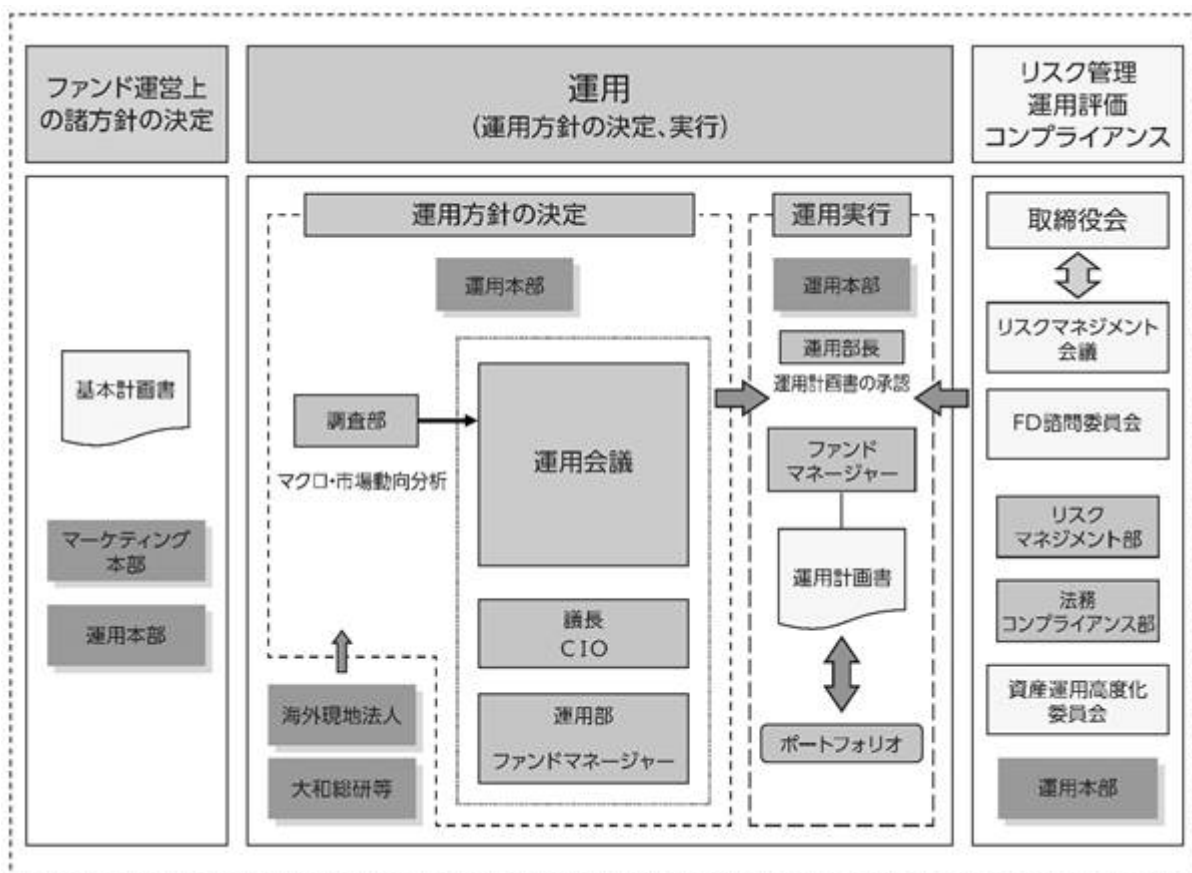 ファンド運営上
の諸方針の決定
運用
(運用方針の決定、実行)
リスク管理
運用評価
コンプライアンス
基本計画書
マーケティング
本部
運用本部
運用方針の決定
運用本部
調査部
マクロ・市場動向分析
運用会議
議長
CIO
運用部
ファンドマネージャー
海外現地法人
大和総研等
運用実行
運用本部
運用部長
運用計画書の承認
ファンド
マネージャー
運用計画書
ポートフォリオ
取締役会
リスクマネジメント
会議
FD諮問委員会
リスク
マネジメント部
法務
コンプライアンス部
資産運用高度化
委員会
運用本部